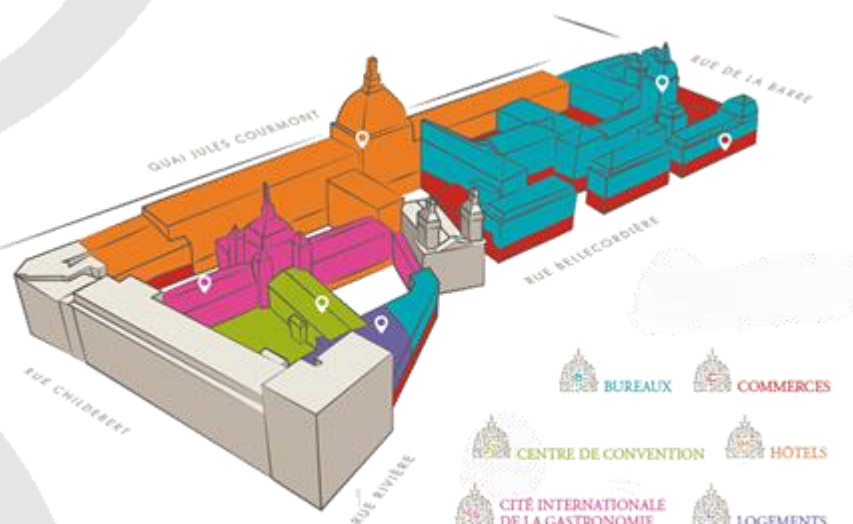 RUE DE LA BARRE
QUAI JULES COURMONT
RUE BELLECORDIÈRE
RUE CHILDEBERT
RUE RIVIÈRE
BUREAUX
COMMERCES
CENTRE DE CONVENTION
HÔTELS
CITÉ INTERNATIONALE
DE LA GASTRONOMIE
LOGEMENTS